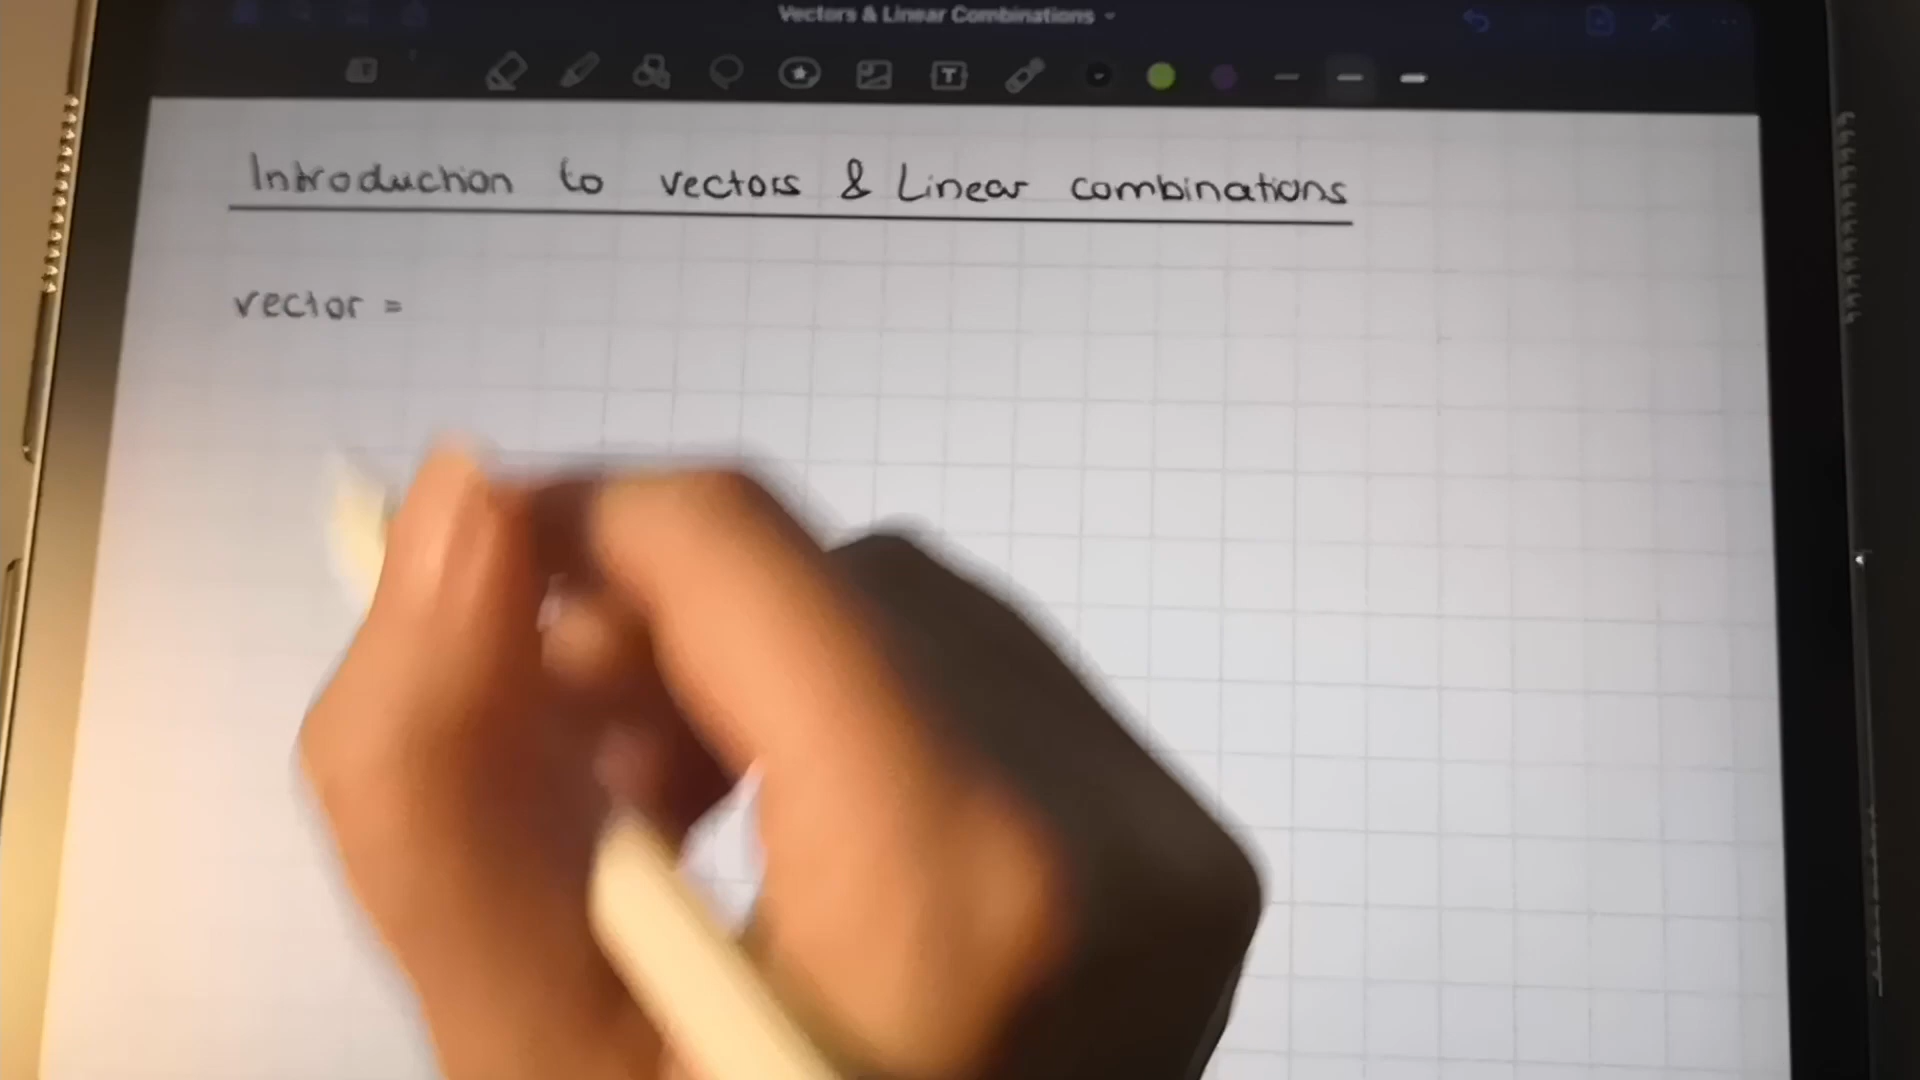 Vectors & Linear Combinations
T
Introduction to vectors & Linear combinations
vector =